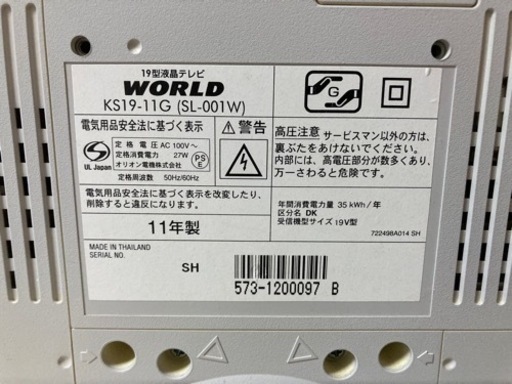 19型液晶テレビ
WORLD
KS19-11G (SL-001W)
G
電気用品安全法に基づく表示
定格電圧 AC 100V～
定格消費電力 27W
オリオン電機株式会社
定格周波数 50Hz/60Hz
UL Japan
PSE
電気用品安全法に基づく表示を改変したり、
削除すると違反になります。
11年製
警告
高圧注意 サービスマン以外の方は、
裏ぶたをあけないでください。
内部には、高電圧部分が数多くあり、
万一さわると危険です。
年間消費電力量 35 kWh/年
区分名 DK
受信機型サイズ 19V型
722498A014 SH
MADE IN THAILAND
SERIAL NO.
SH
573-1200097 B